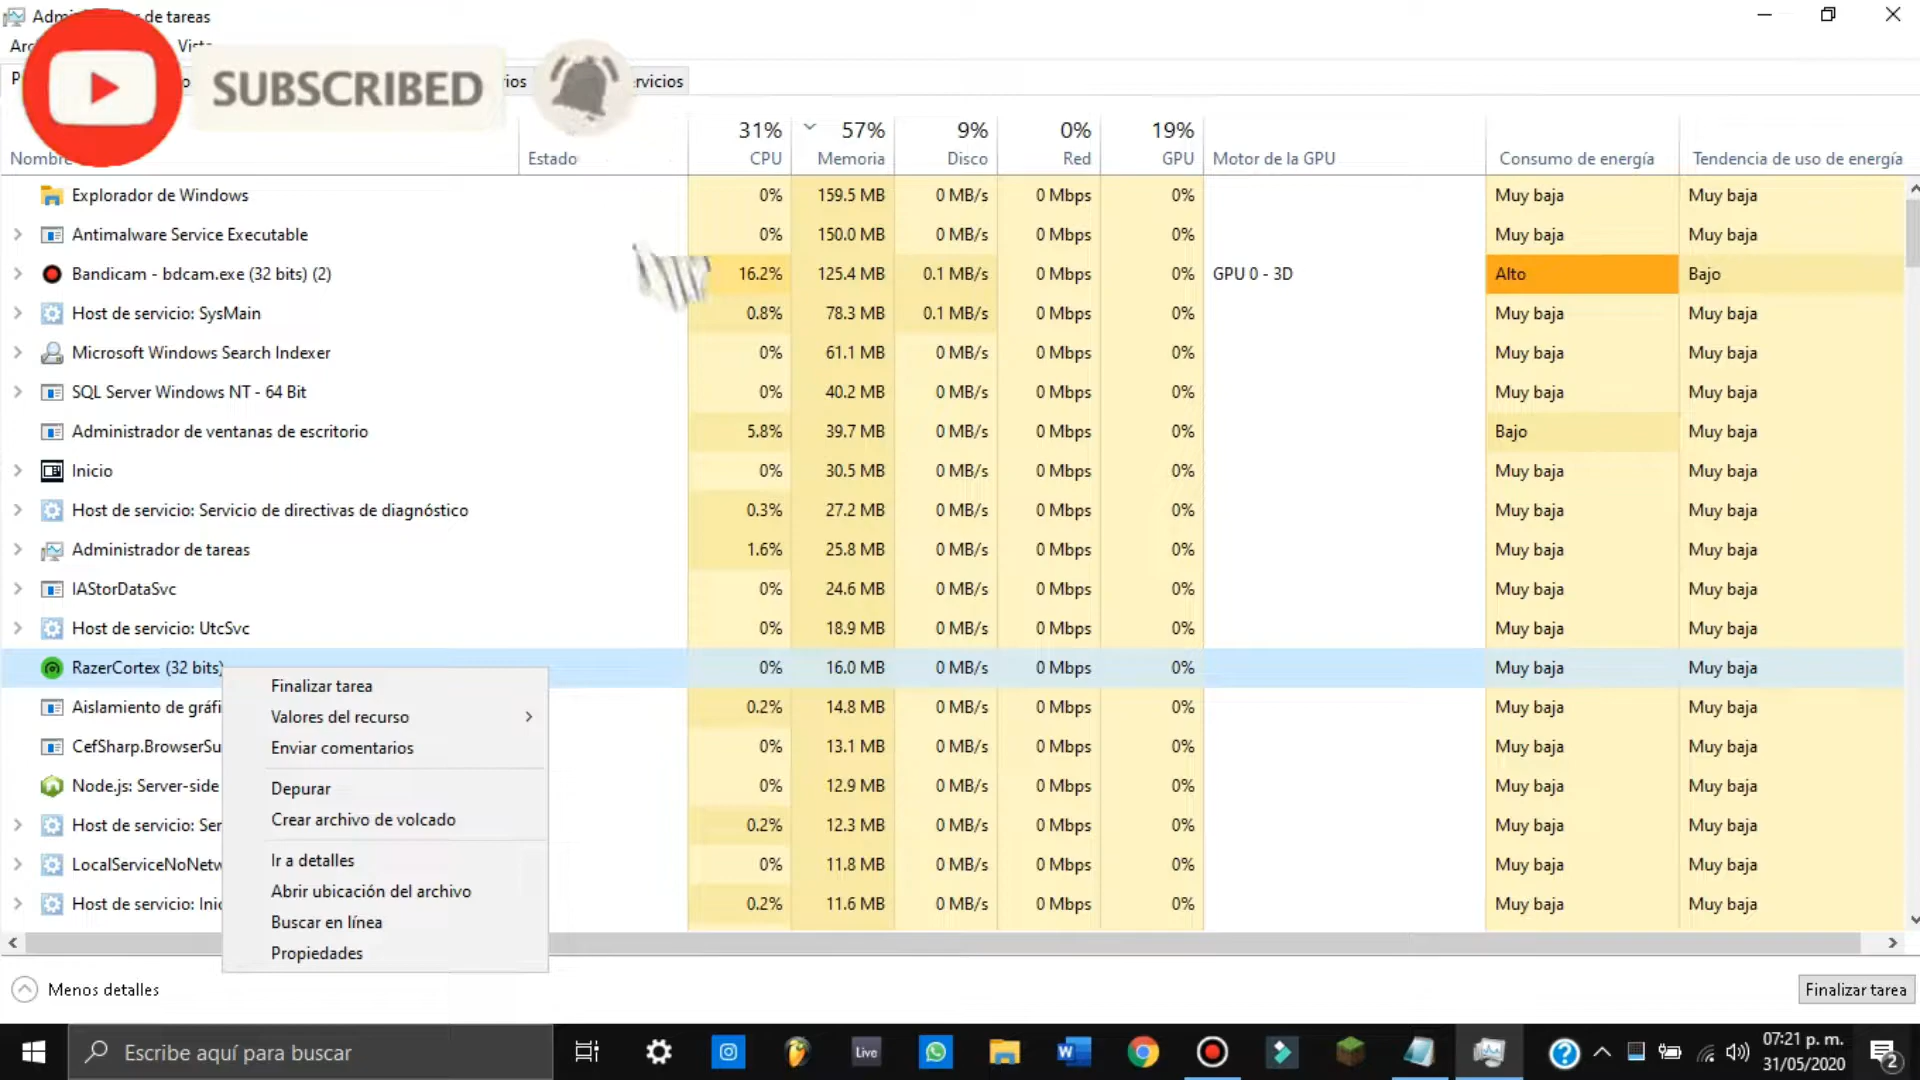 de tareas
SUBSCRIBED
rvicios
31% 57% 9% 0% 19%
Nombre Estado CPU Memoria Disco Red GPU Motor de la GPU Consumo de energía Tendencia de uso de energía
Explorador de Windows 0% 159.5 MB 0 MB/s 0 Mbps 0% Muy baja Muy baja
Antimalware Service Executable 0% 150.0 MB 0 MB/s 0 Mbps 0% Muy baja Muy baja
Bandicam - bdcam.exe (32 bits) (2) 16.2% 125.4 MB 0.1 MB/s 0 Mbps 0% GPU 0 - 3D Alto Bajo
Host de servicio: SysMain 0.8% 78.3 MB 0.1 MB/s 0 Mbps 0% Muy baja Muy baja
Microsoft Windows Search Indexer 0% 61.1 MB 0 MB/s 0 Mbps 0% Muy baja Muy baja
SQL Server Windows NT - 64 Bit 0% 40.2 MB 0 MB/s 0 Mbps 0% Muy baja Muy baja
Administrador de ventanas de escritorio 5.8% 39.7 MB 0 MB/s 0 Mbps 0% Bajo Muy baja
Inicio 0% 30.5 MB 0 MB/s 0 Mbps 0% Muy baja Muy baja
Host de servicio: Servicio de directivas de diagnóstico 0.3% 27.2 MB 0 MB/s 0 Mbps 0% Muy baja Muy baja
Administrador de tareas 1.6% 25.8 MB 0 MB/s 0 Mbps 0% Muy baja Muy baja
IAStorDataSvc 0% 24.6 MB 0 MB/s 0 Mbps 0% Muy baja Muy baja
Host de servicio: UtcSvc 0% 18.9 MB 0 MB/s 0 Mbps 0% Muy baja Muy baja
RazerCortex (32 bits) 0% 16.0 MB 0 MB/s 0 Mbps 0% Muy baja Muy baja
Aislamiento de gráfi 0.2% 14.8 MB 0 MB/s 0 Mbps 0% Muy baja Muy baja
CefSharp.BrowserSu 0% 13.1 MB 0 MB/s 0 Mbps 0% Muy baja Muy baja
Node.js: Server-side 0% 12.9 MB 0 MB/s 0 Mbps 0% Muy baja Muy baja
Host de servicio: Ser 0.2% 12.3 MB 0 MB/s 0 Mbps 0% Muy baja Muy baja
LocalServiceNoNetw 0% 11.8 MB 0 MB/s 0 Mbps 0% Muy baja Muy baja
Host de servicio: Inic 0.2% 11.6 MB 0 MB/s 0 Mbps 0% Muy baja Muy baja
Finalizar tarea
Valores del recurso
Enviar comentarios
Depurar
Crear archivo de volcado
Ir a detalles
Abrir ubicación del archivo
Buscar en línea
Propiedades
Menos detalles Finalizar tarea
Escribe aquí para buscar
Live
07:21 p. m.
31/05/2020
2